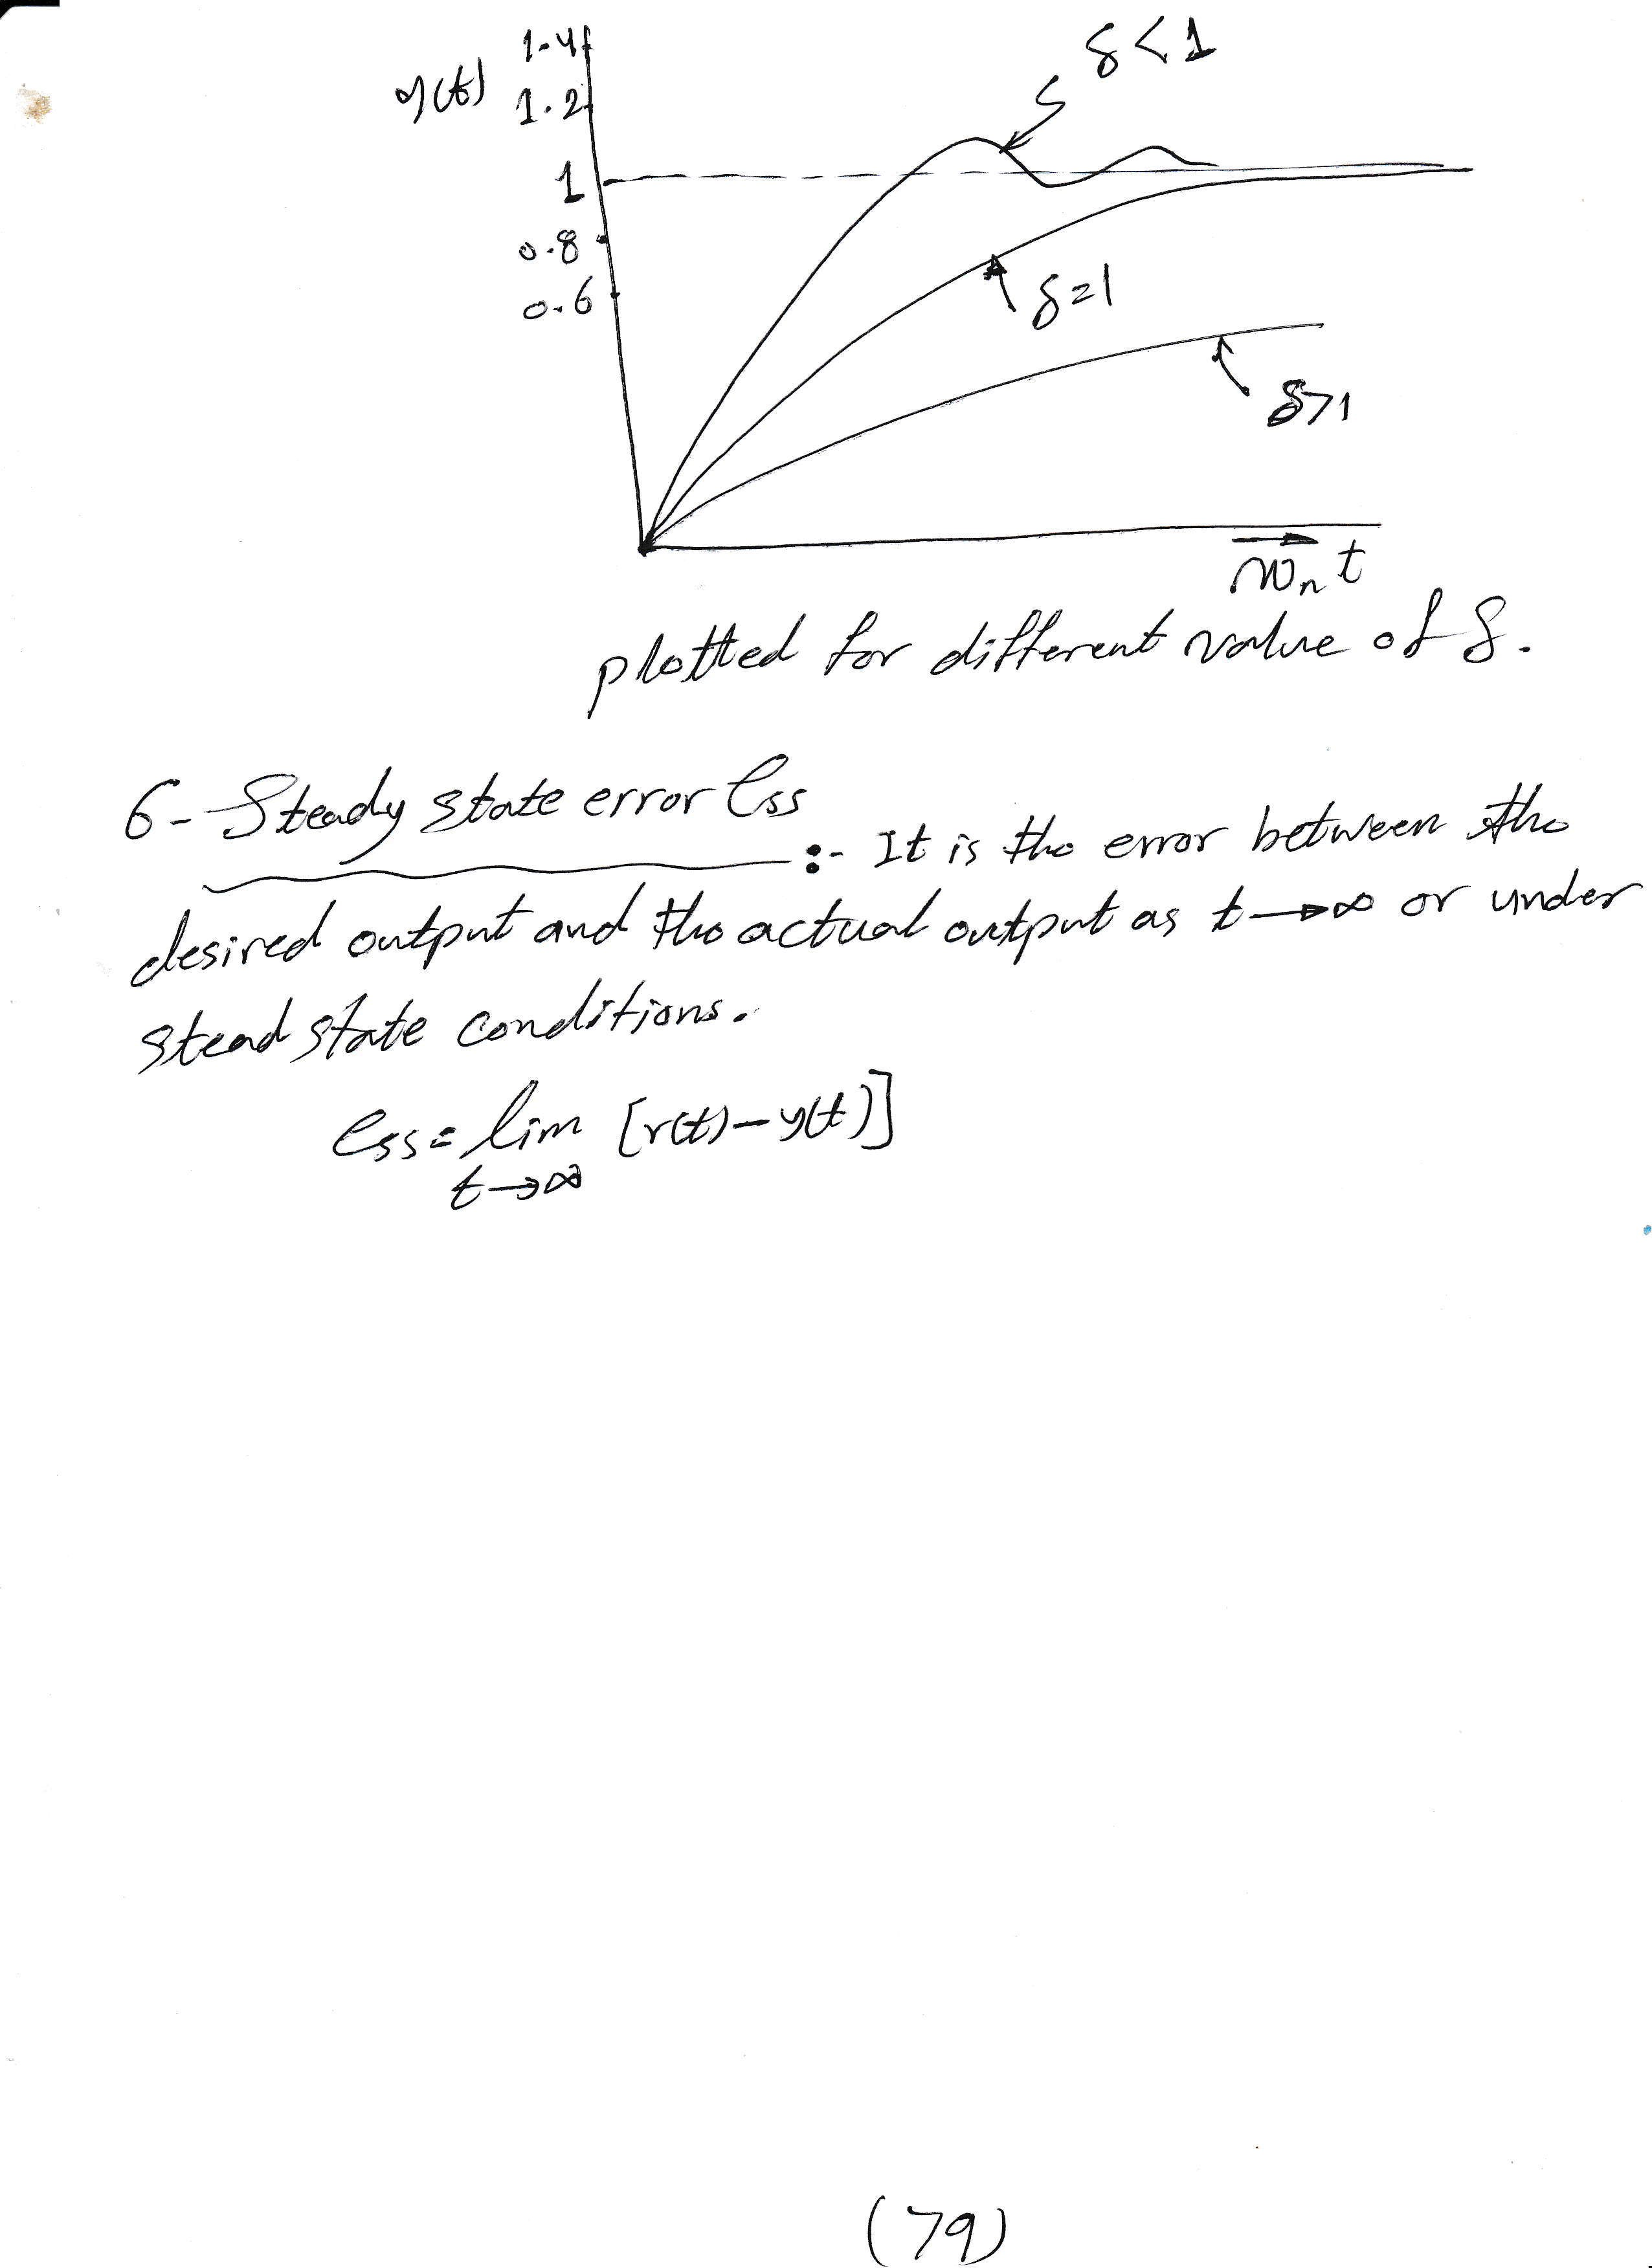 1.4
y(t) 1.2
δ<1
1
0.8
0.6
δ=1
δ>1
wn t
plotted for different value of δ.
6- Steady state error ess
:- It is the error between the
desired output and the actual output as t→∞ or under
stead state conditions.
ess = lim [r(t)-y(t)]
t→∞
(79)